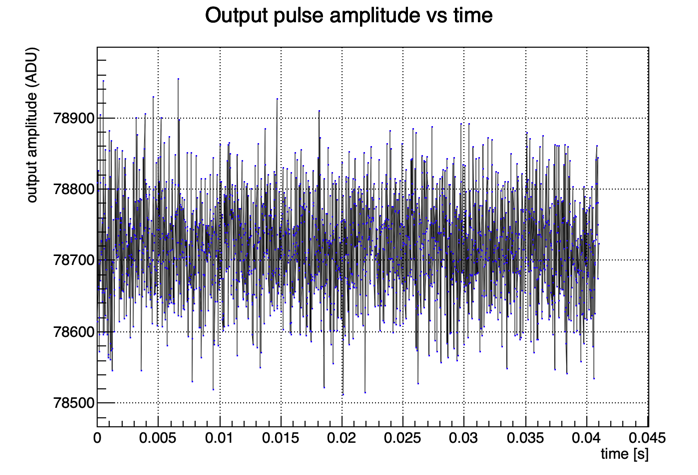 Output pulse amplitude vs time
output amplitude (ADU)
78900
78800
78700
78600
78500
0 0.005 0.01 0.015 0.02 0.025 0.03 0.035 0.04 0.045
time [s]